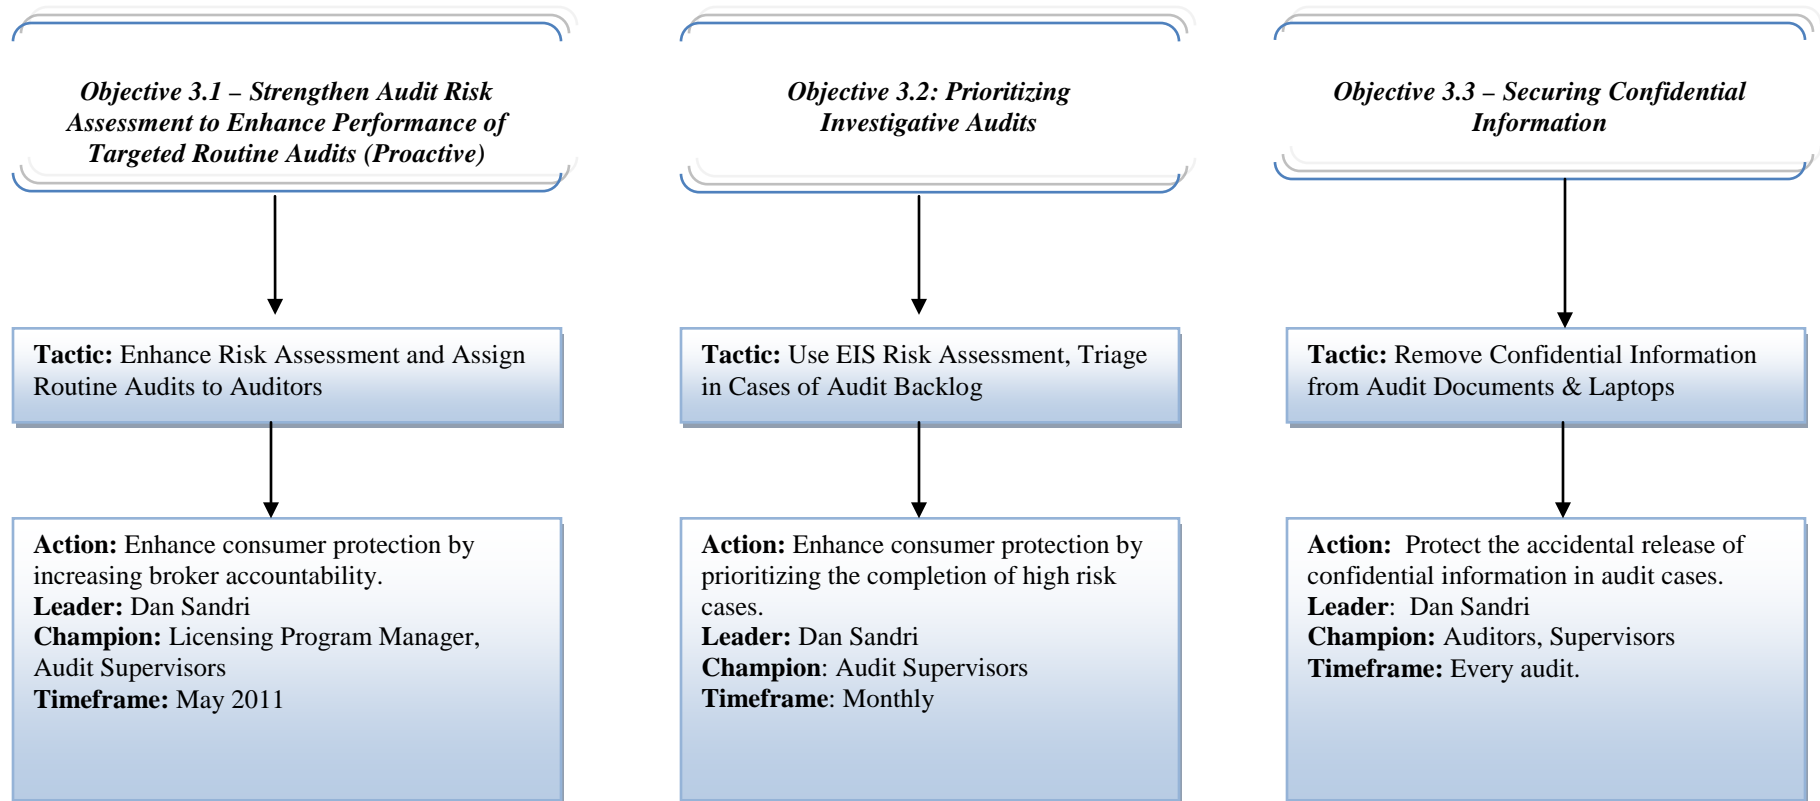 Objective 3.1 – Strengthen Audit Risk
Assessment to Enhance Performance of
Targeted Routine Audits (Proactive)
Tactic: Enhance Risk Assessment and Assign
Routine Audits to Auditors
Action: Enhance consumer protection by
increasing broker accountability.
Leader: Dan Sandri
Champion: Licensing Program Manager,
Audit Supervisors
Timeframe: May 2011
Objective 3.2: Prioritizing
Investigative Audits
Tactic: Use EIS Risk Assessment, Triage
in Cases of Audit Backlog
Action: Enhance consumer protection by
prioritizing the completion of high risk
cases.
Leader: Dan Sandri
Champion: Audit Supervisors
Timeframe: Monthly
Objective 3.3 – Securing Confidential
Information
Tactic: Remove Confidential Information
from Audit Documents & Laptops
Action:  Protect the accidental release of
confidential information in audit cases.
Leader:  Dan Sandri
Champion: Auditors, Supervisors
Timeframe: Every audit.